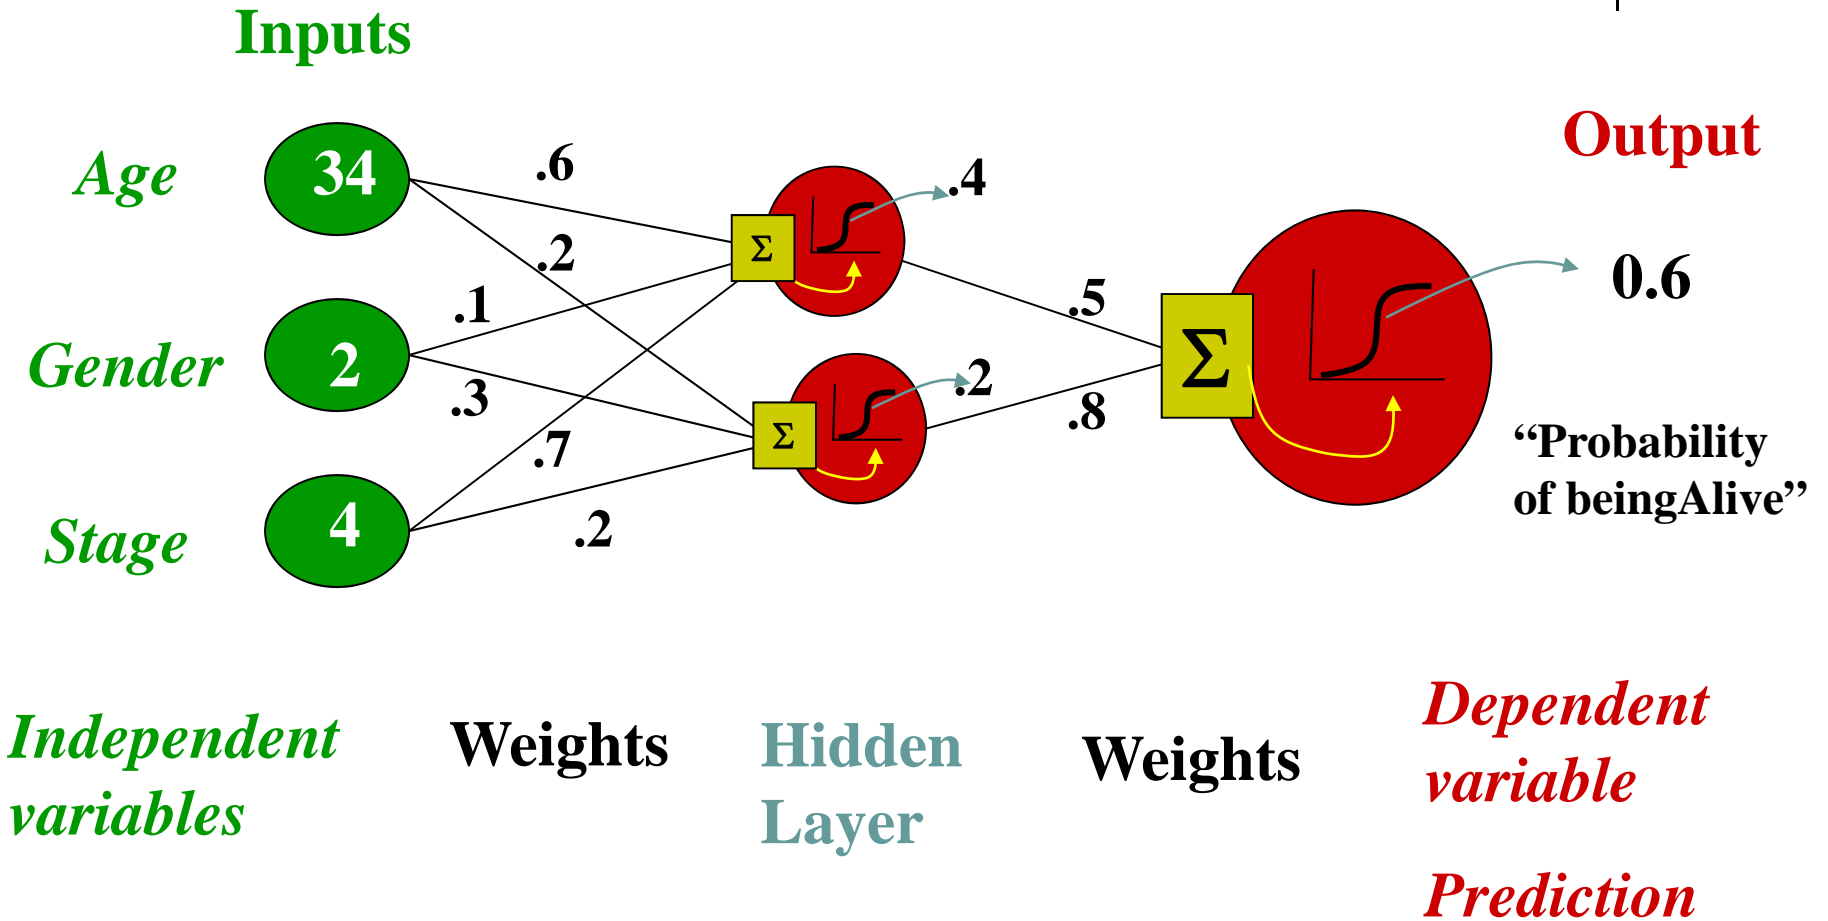 Inputs
Output
Age
34
.6
.4
Σ
.2
0.6
.1
.5
Gender
2
Σ
.3
.2
.8
Σ
.7
“Probability
of beingAlive”
Stage
4
.2
Independent
variables
Weights
Hidden
Layer
Weights
Dependent
variable
Prediction